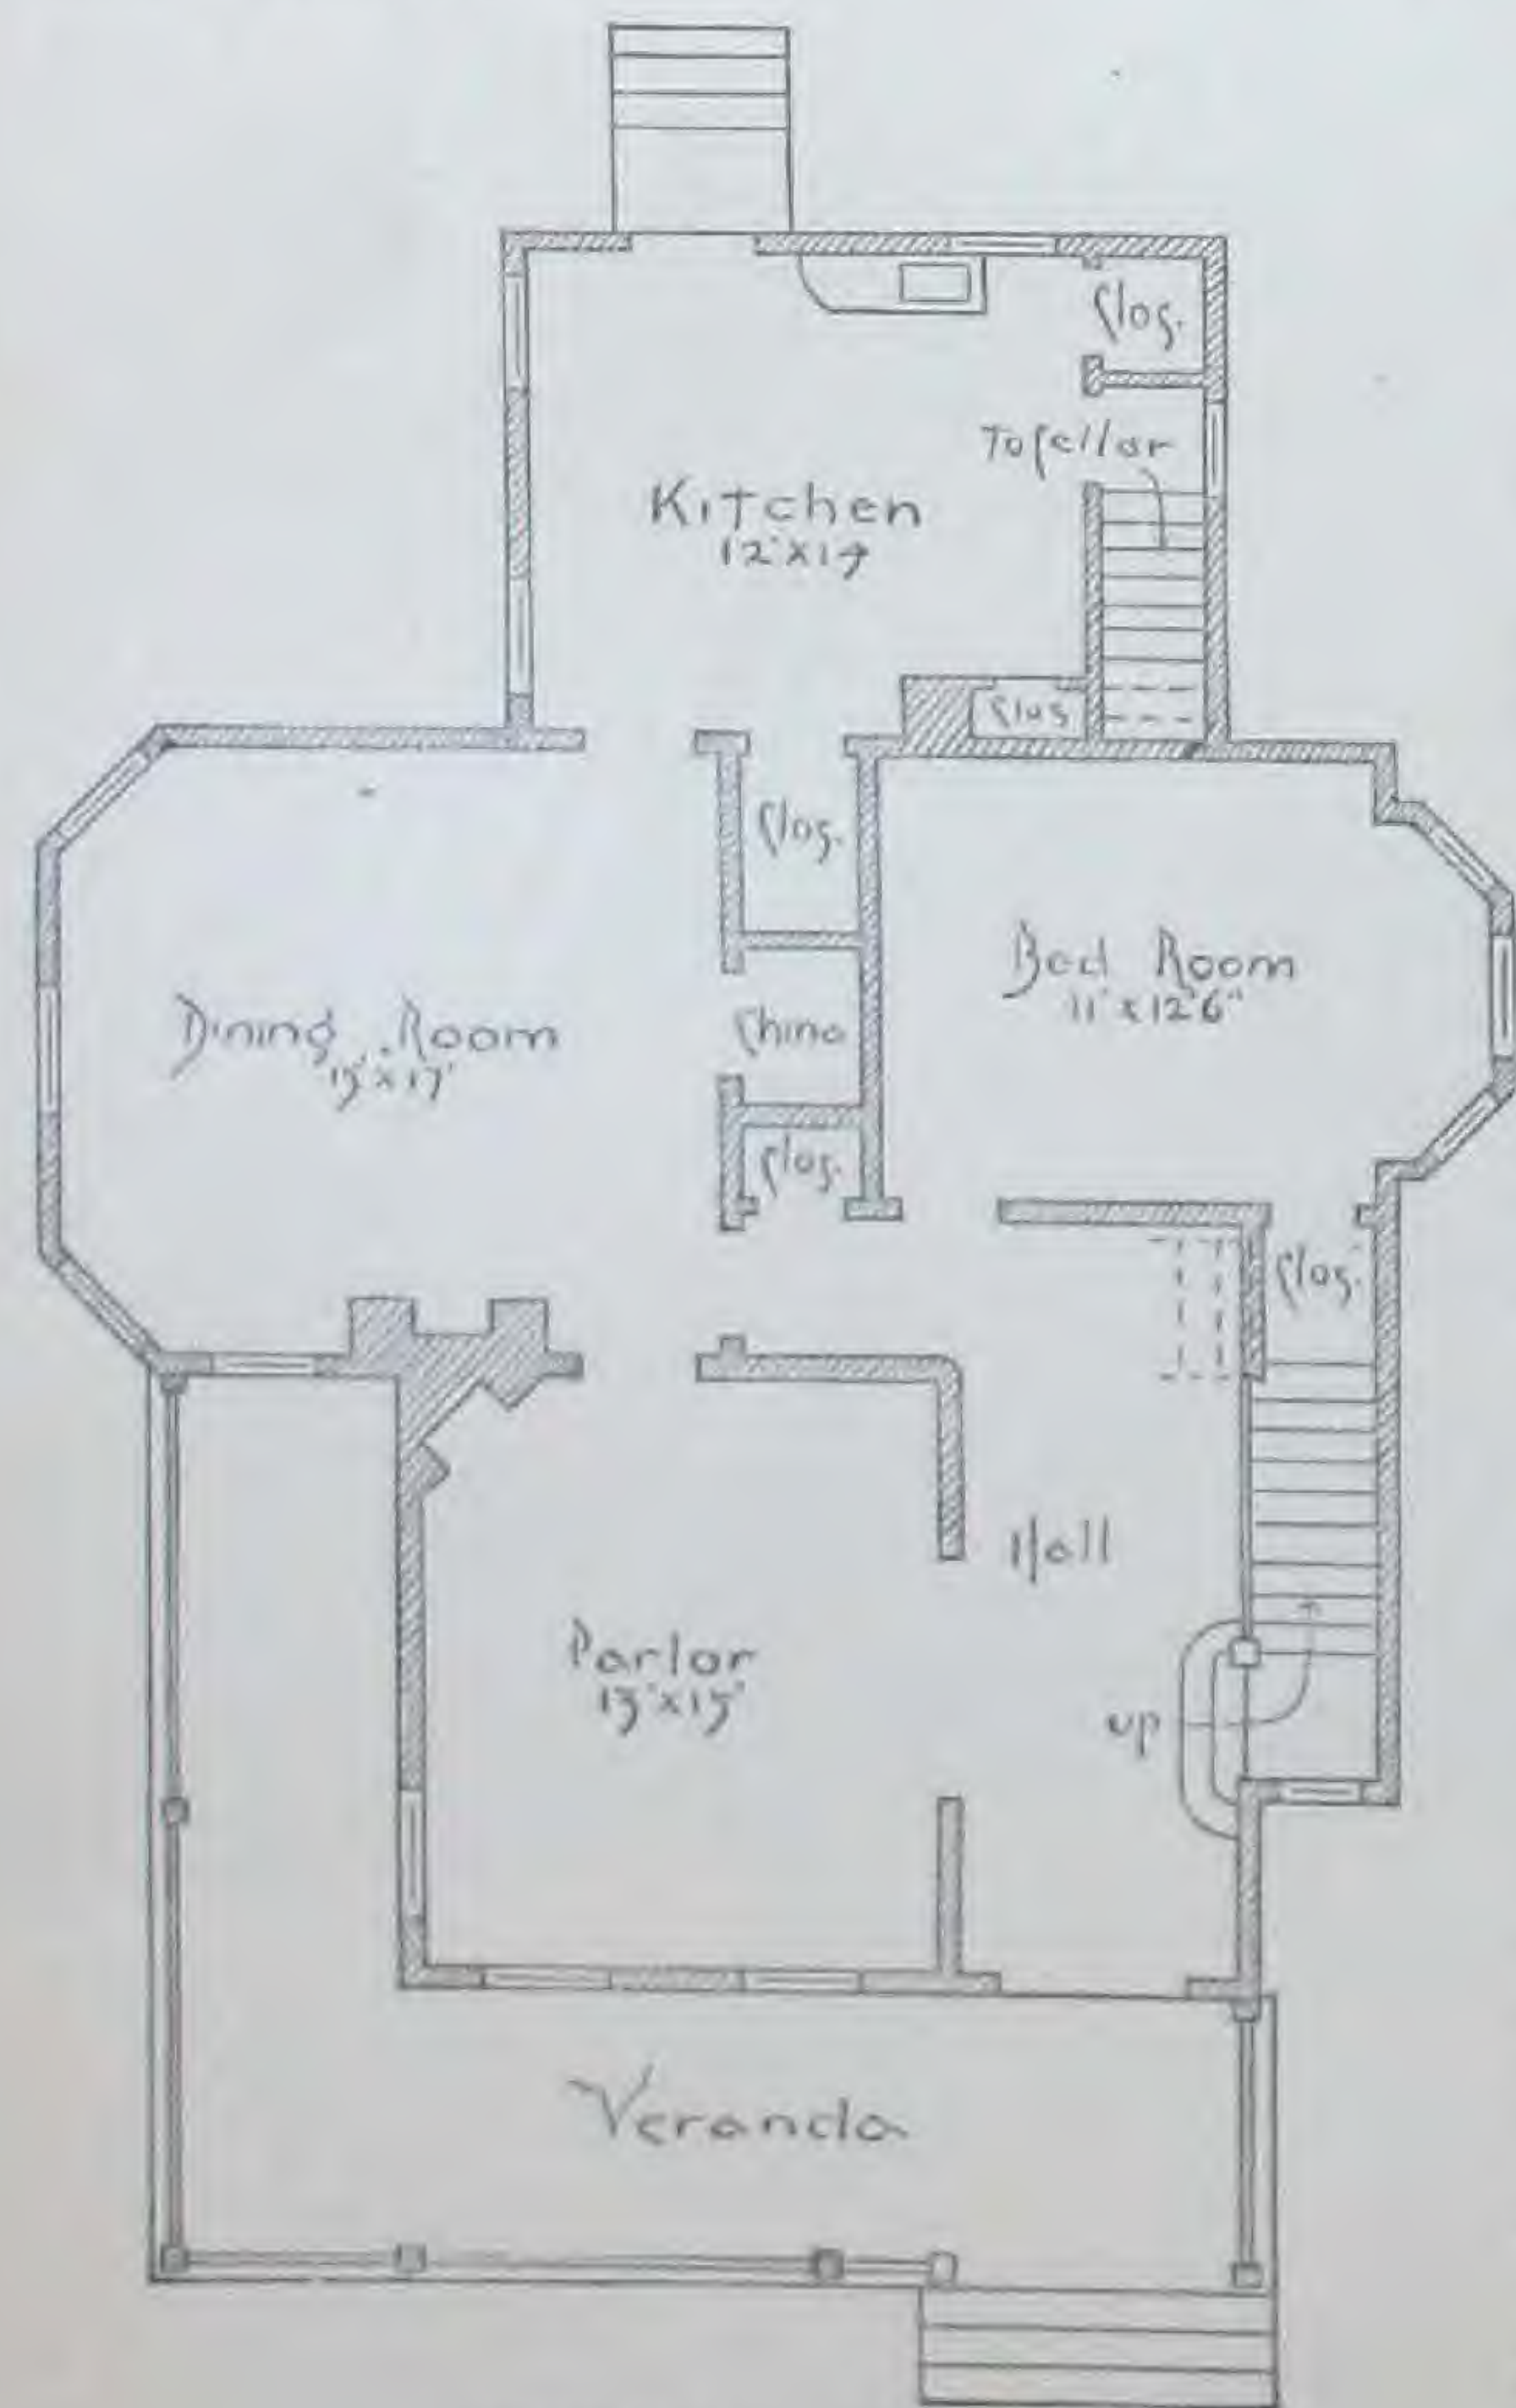 Clos.
To Cellar
Kitchen
12'x14'
Clos
Clos.
Bed Room
11'x12'6"
China
Dining Room
15'x17'
Clos.
Clos.
Hall
Parlor
13'x15'
up
Veranda